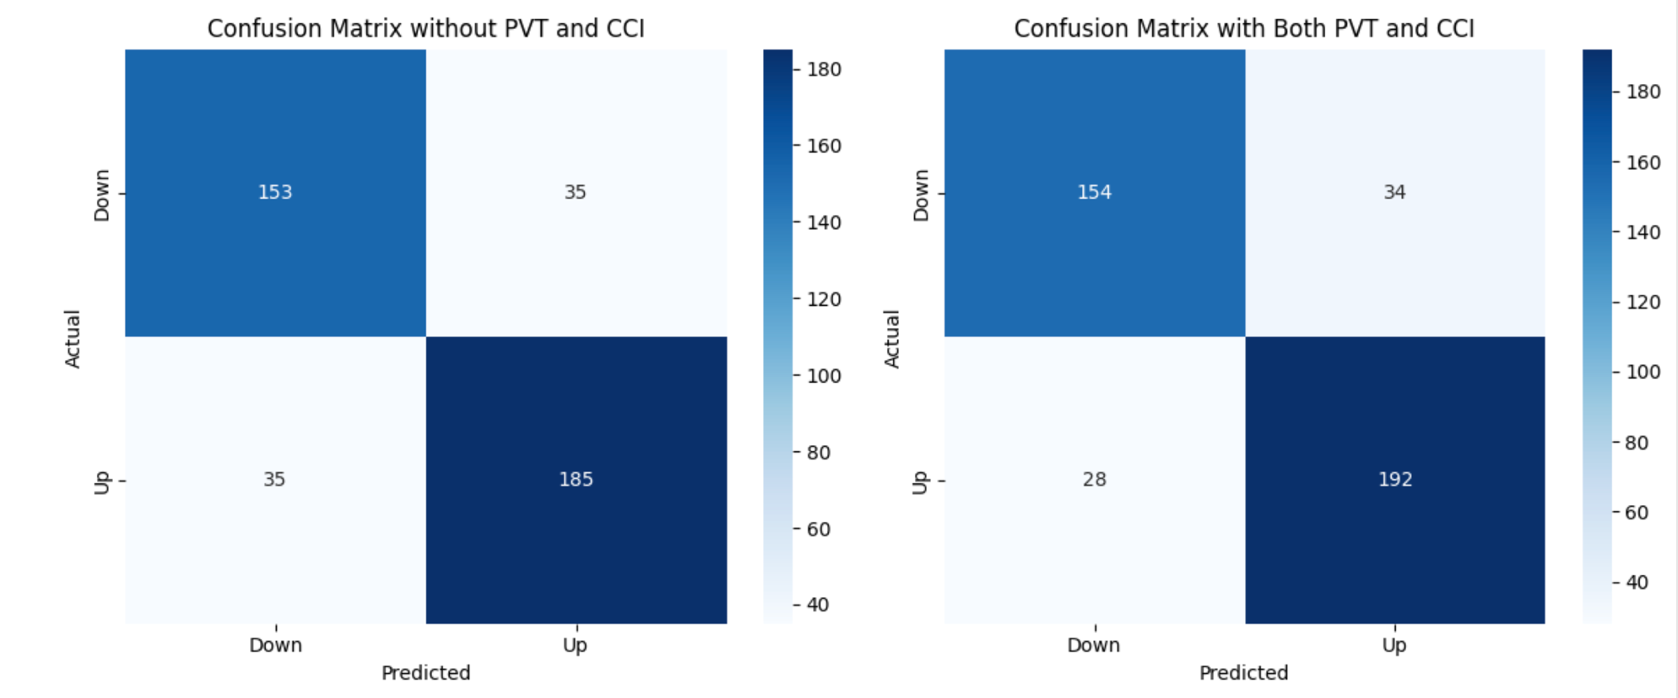 Confusion Matrix without PVT and CCI
Down
Up
Actual
153
35
35
185
Down
Up
Predicted
180
160
140
120
100
80
60
40
Confusion Matrix with Both PVT and CCI
Down
Up
Actual
154
34
28
192
Down
Up
Predicted
180
160
140
120
100
80
60
40